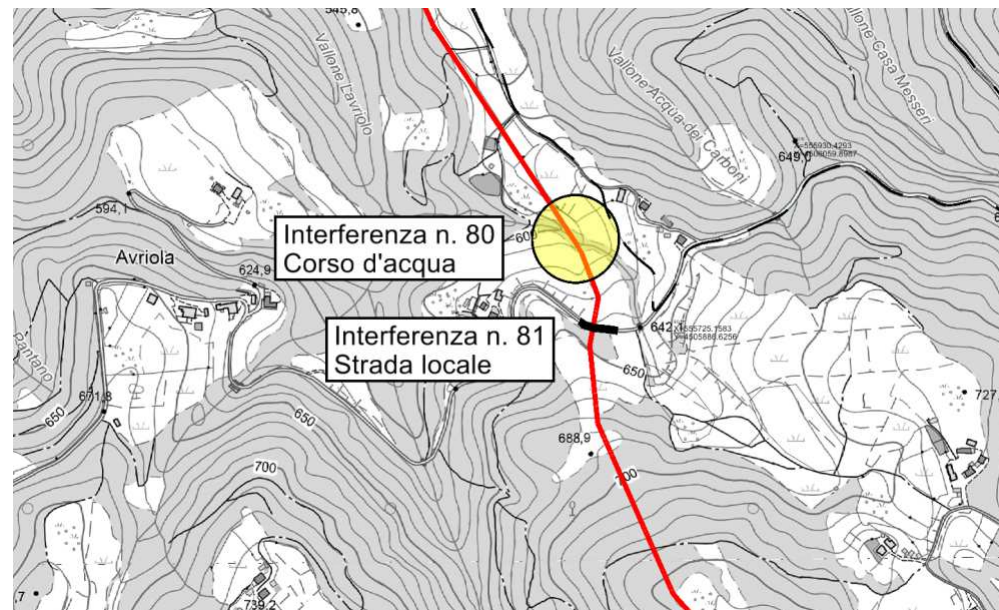 545,8
Vallone L'avriolo
Vallone Acqua dei Carboni
Vallone Casa Messeri
649,0
594,1
Interferenza n. 80
Corso d'acqua
600
Avriola
624,9
Interferenza n. 81
Strada locale
642,1
650
Pantano
671,8
650
650
727
688,9
700
700
739,2